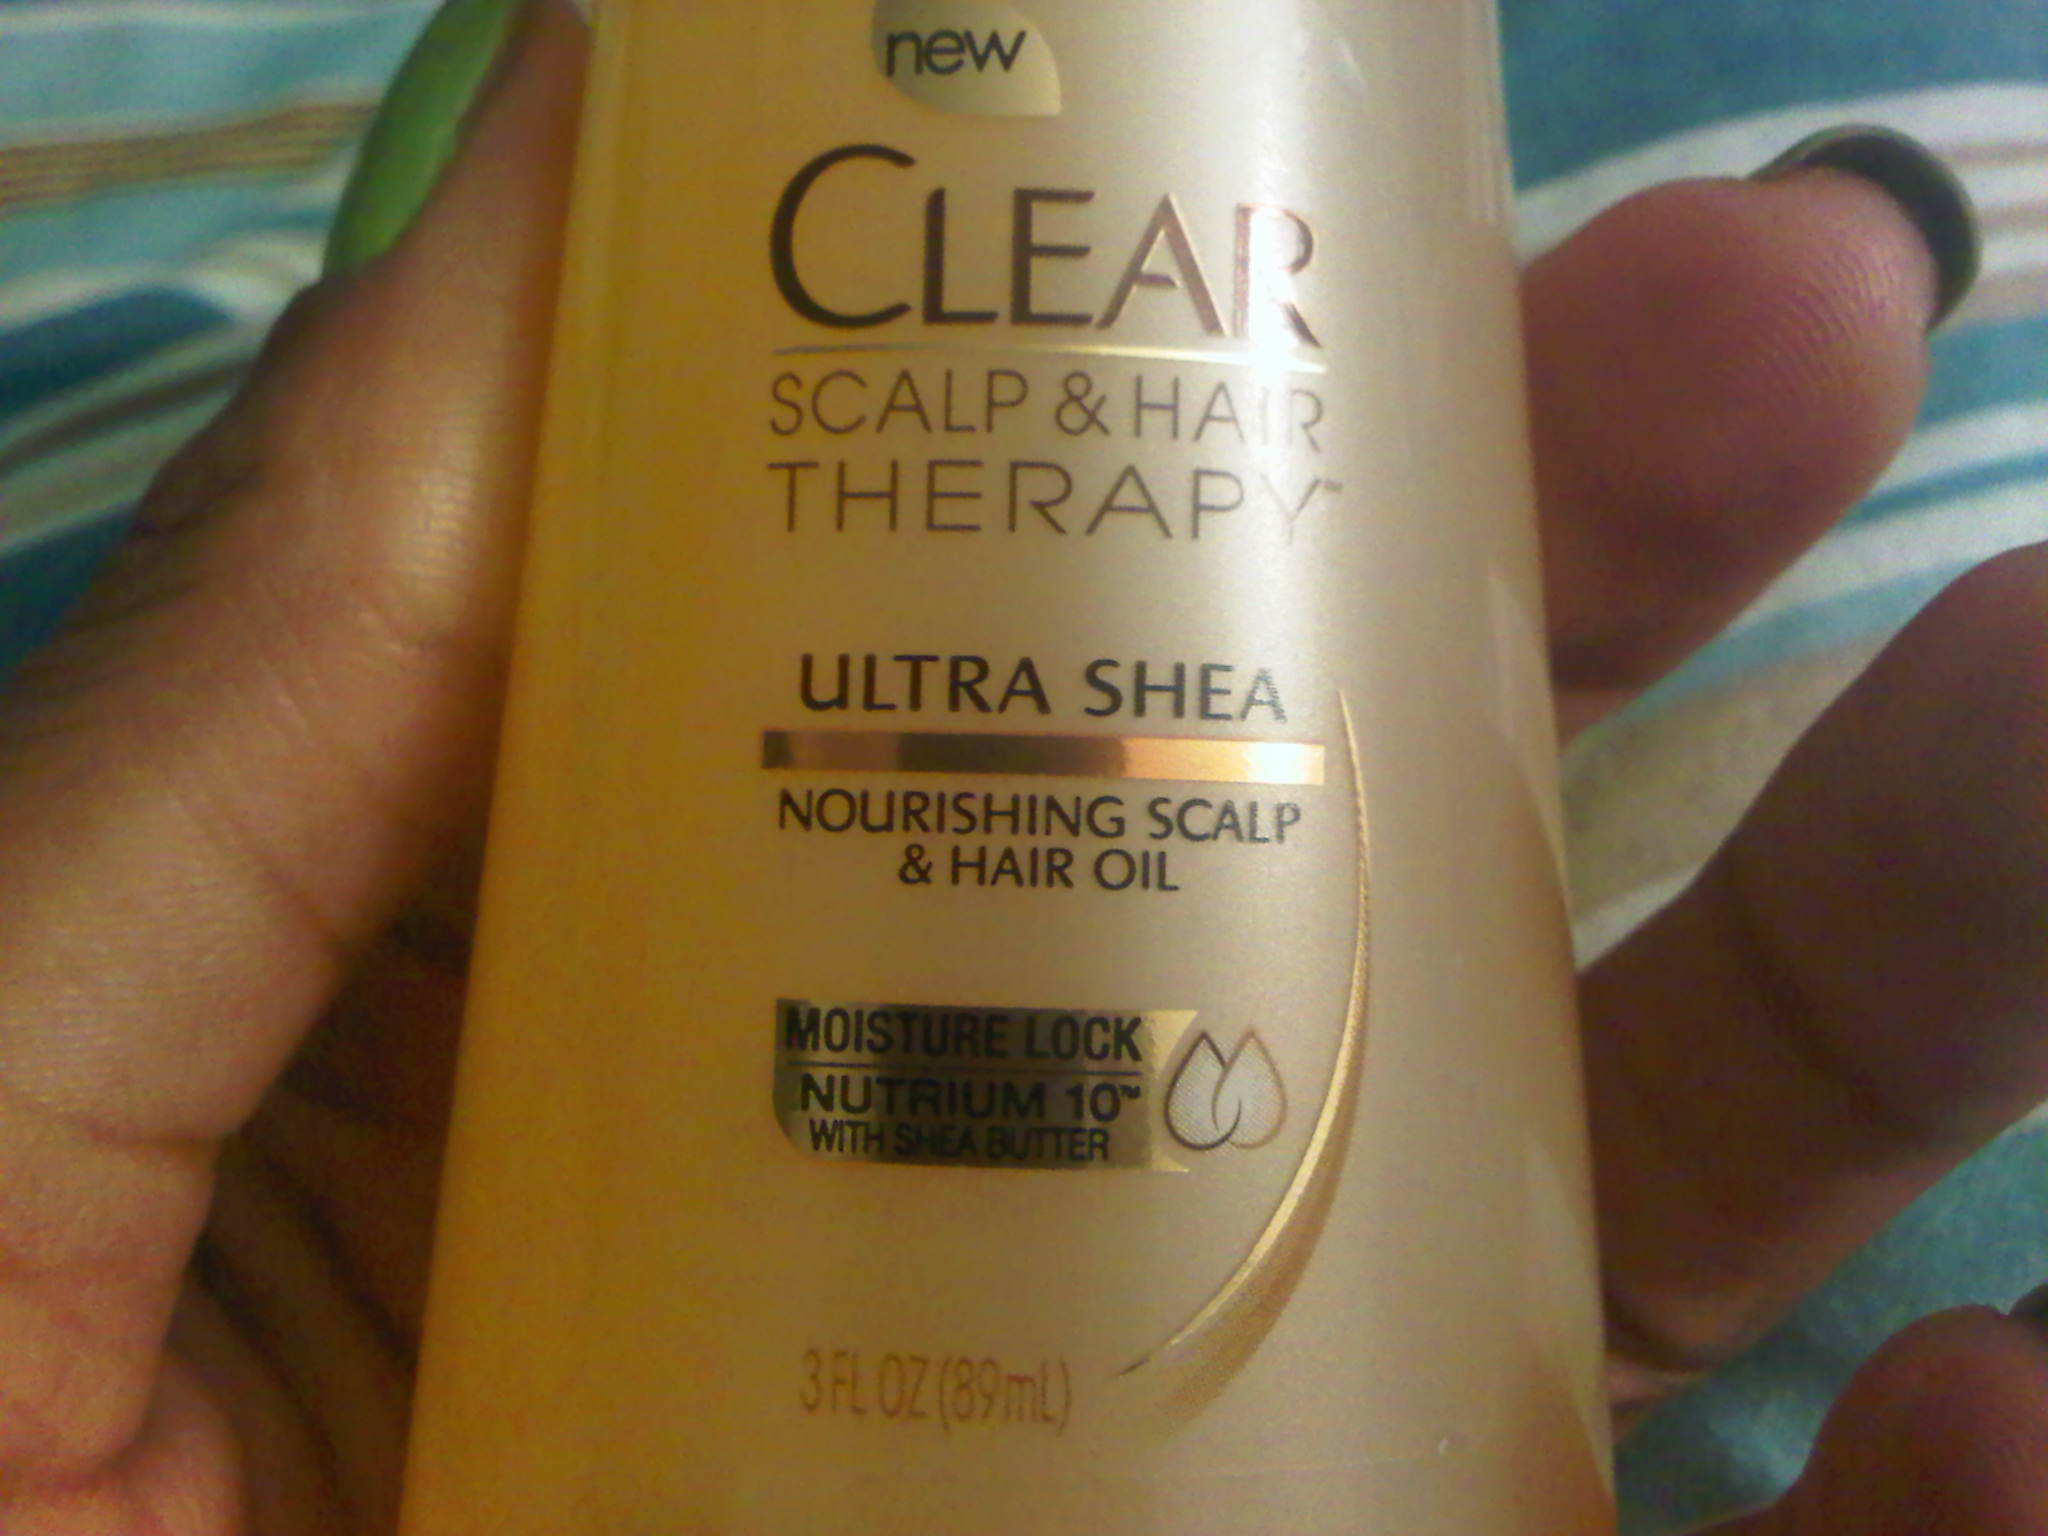 new
CLEAR
SCALP & HAIR
THERAPY™
ULTRA SHEA
NOURISHING SCALP
& HAIR OIL
MOISTURE LOCK
NUTRIUM 10™
WITH SHEA BUTTER
3 FL OZ (89mL)